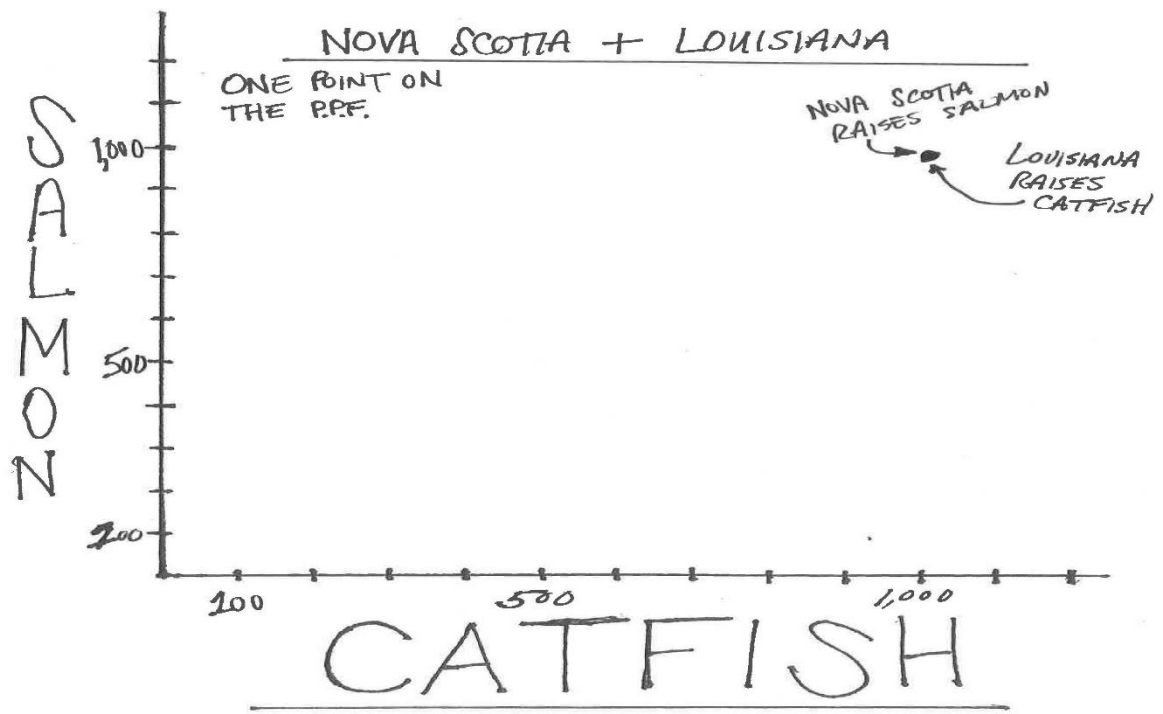 NOVA SCOTIA + LOUISIANA
ONE POINT ON
THE P.P.F.
NOVA SCOTIA
RAISES SALMON
LOUISIANA
RAISES
CATFISH
SALMON
1,000
500
100
100
500
1,000
CATFISH